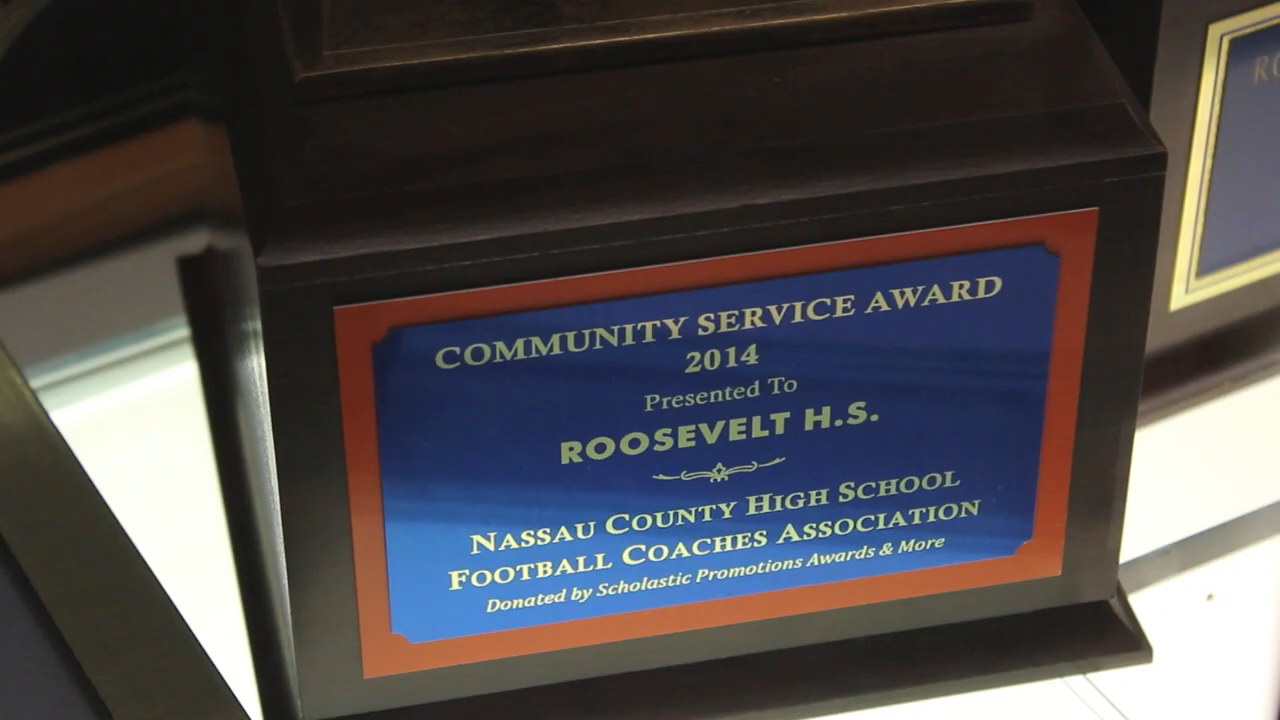 COMMUNITY SERVICE AWARD
2014
Presented To
ROOSEVELT H.S.
NASSAU COUNTY HIGH SCHOOL
FOOTBALL COACHES ASSOCIATION
Donated by Scholastic Promotions Awards & More